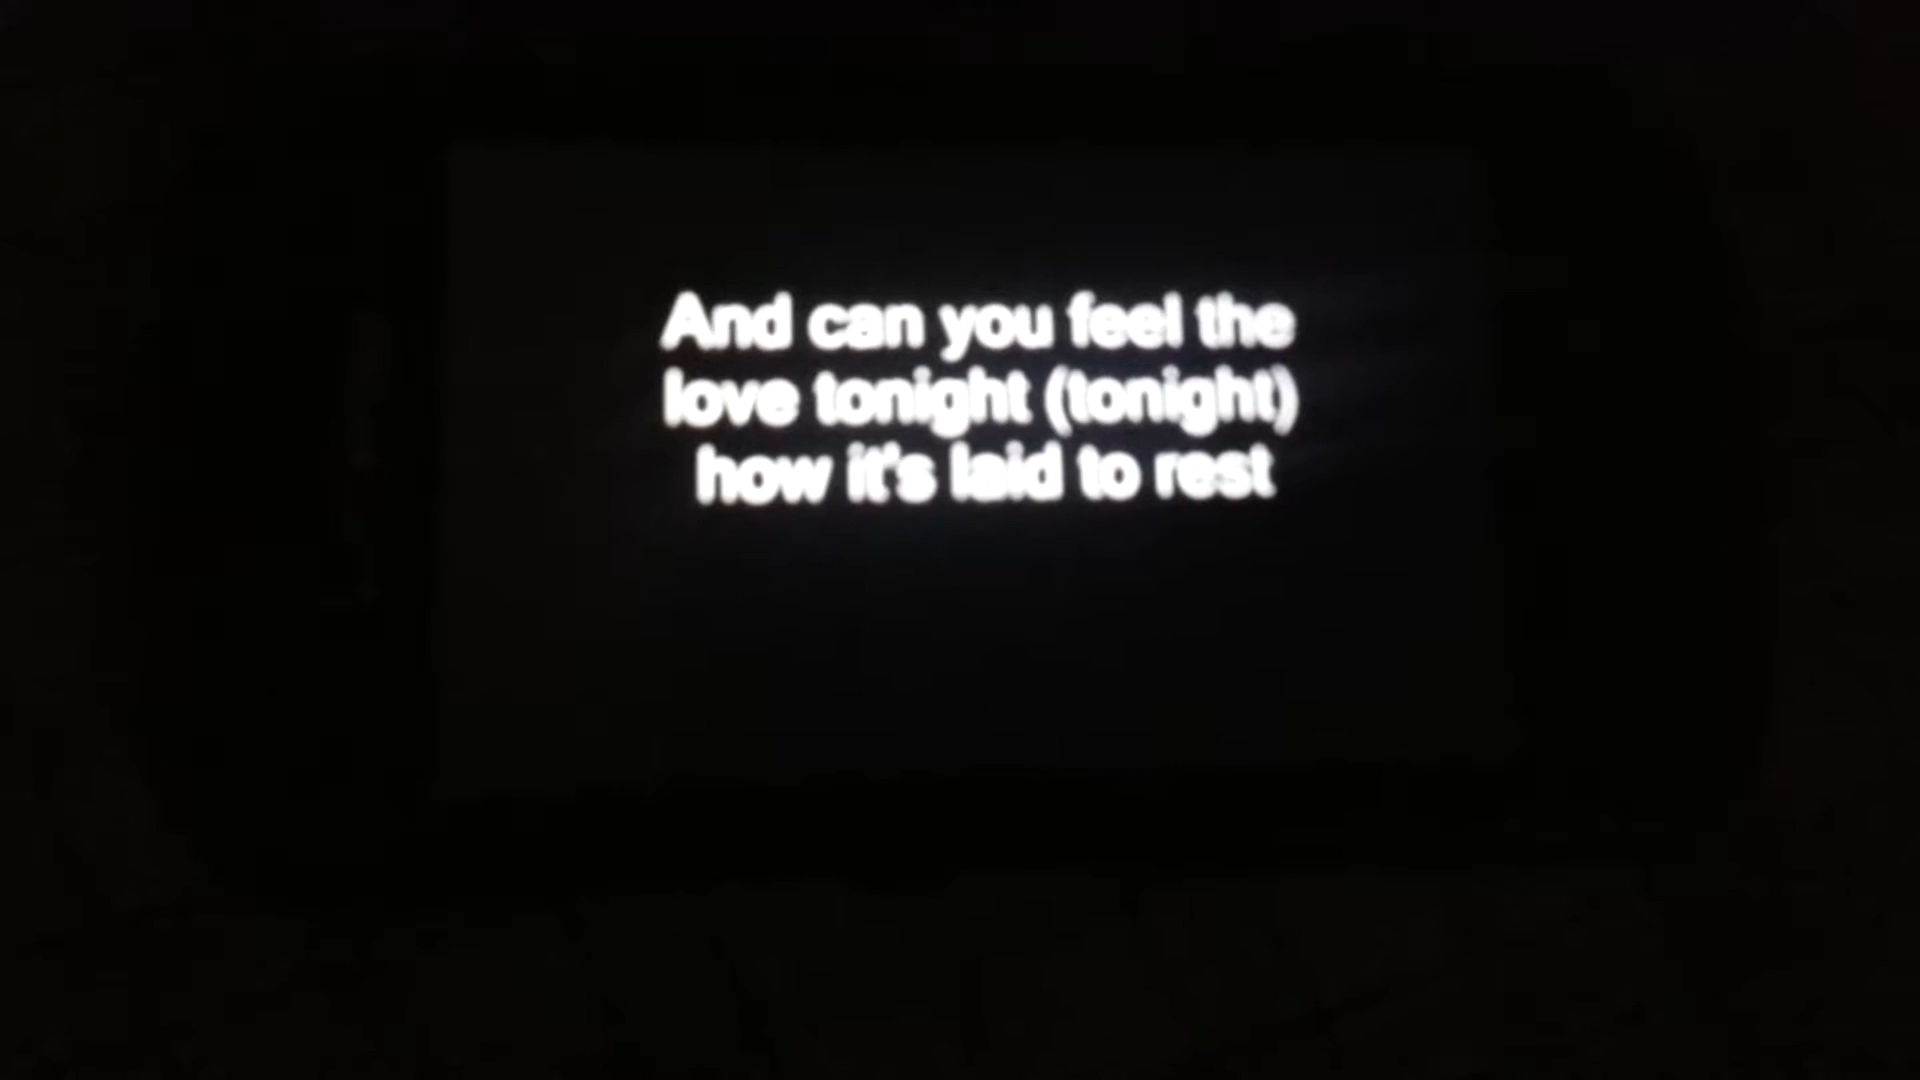 And can you feel the
love tonight (tonight)
how it's laid to rest